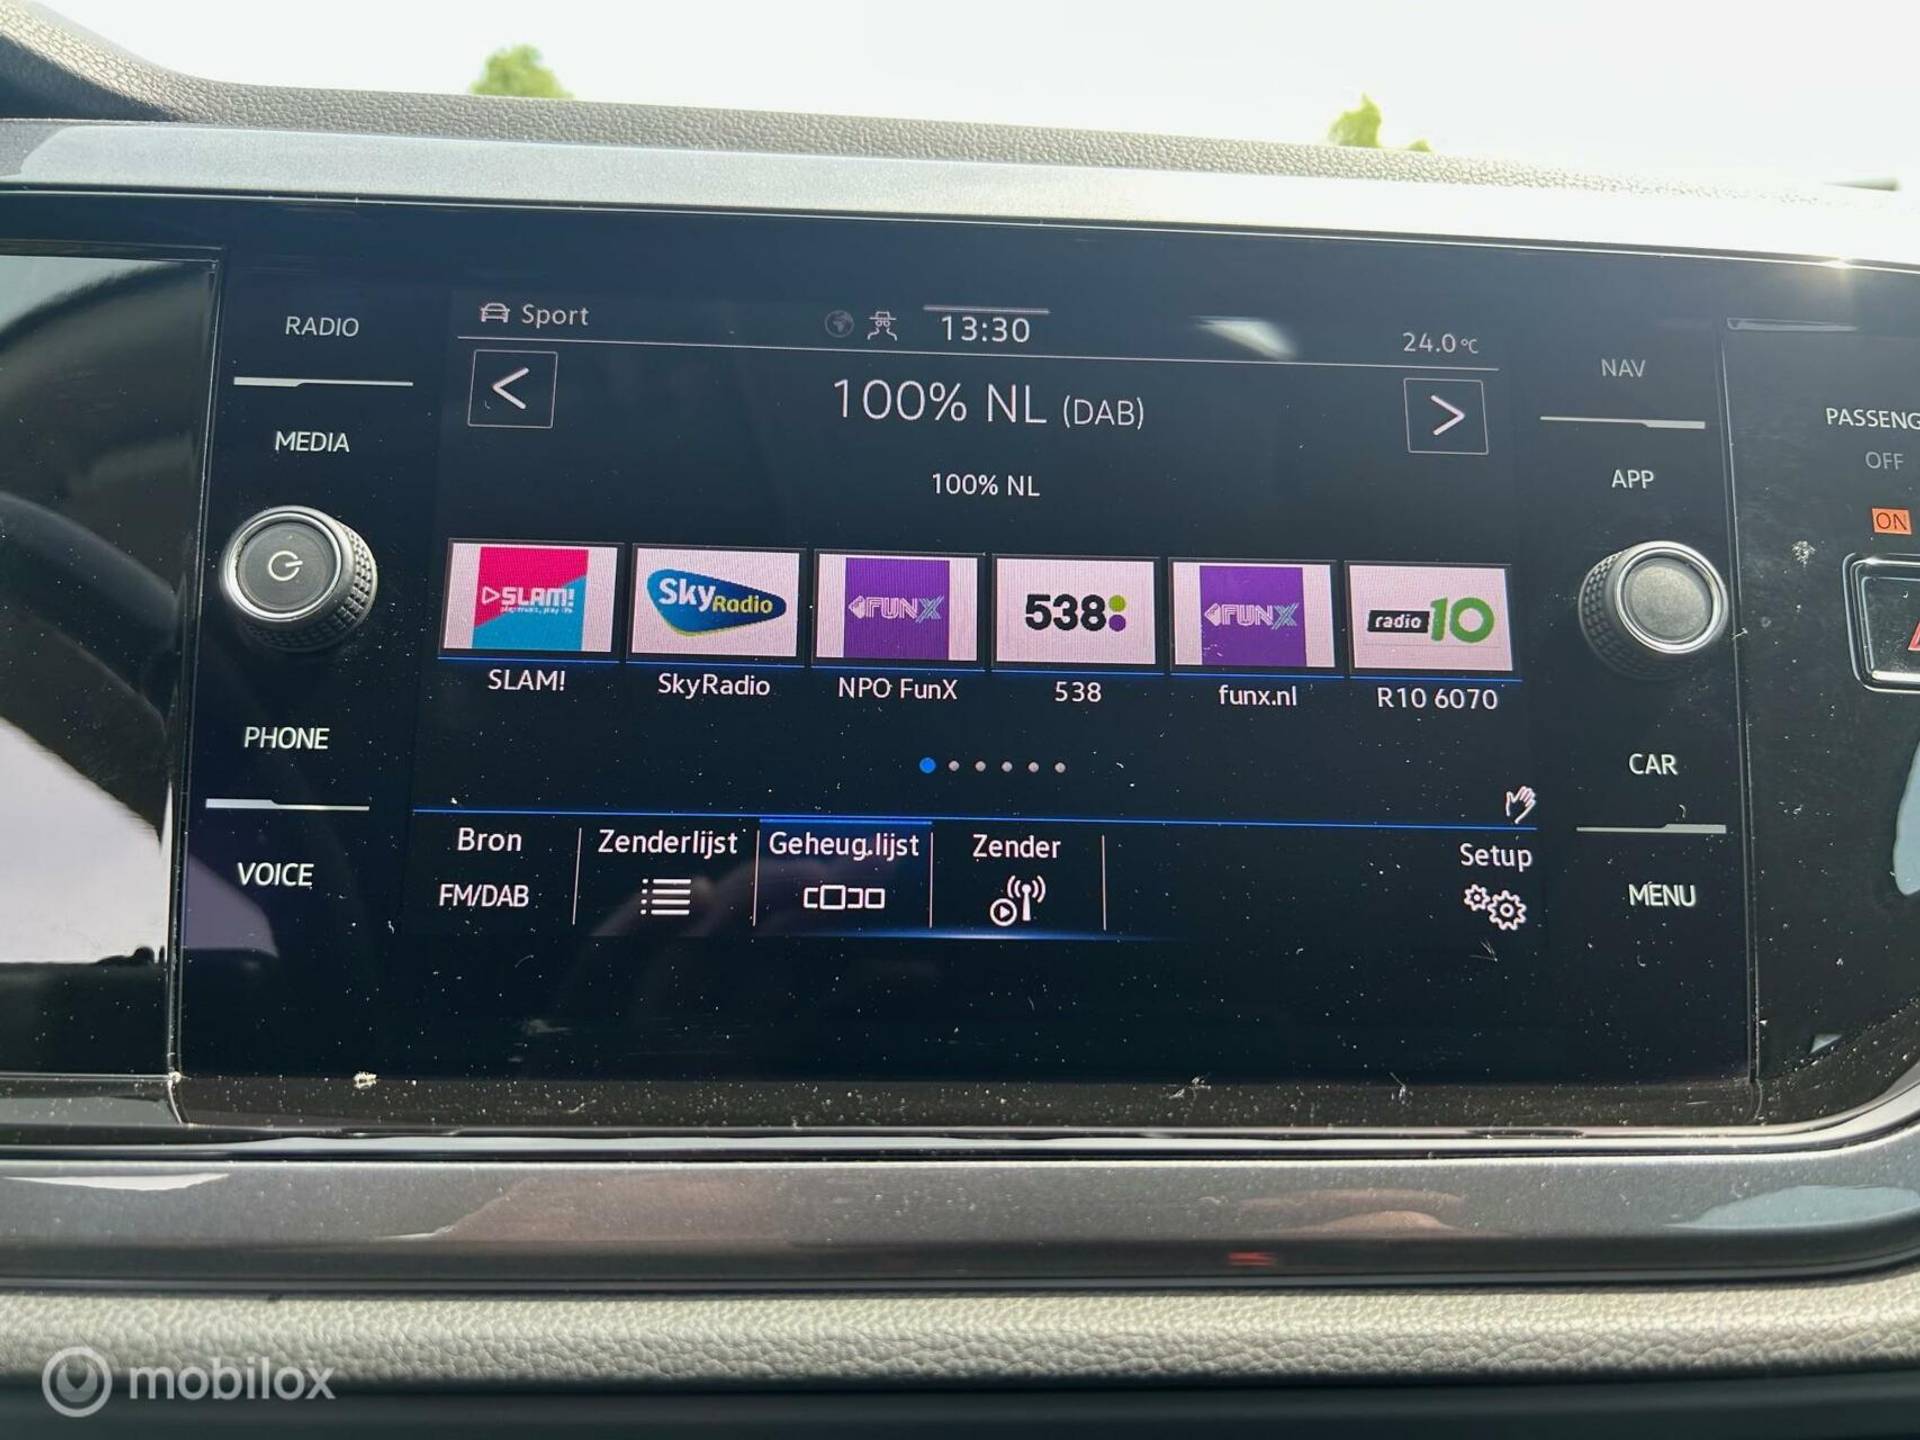 RADIO
MEDIA
PHONE
VOICE
Sport
13:30
24.0°C
100% NL (DAB)
100% NL
SLAM!
Sky Radio
FUNX
538
FUNX
radio 10
SLAM!
SkyRadio
NPO FunX
538
funx.nl
R10 6070
Bron
FM/DAB
Zenderlijst
Geheug.lijst
Zender
Setup
NAV
APP
CAR
MENU
PASSENG
OFF
ON
mobilox